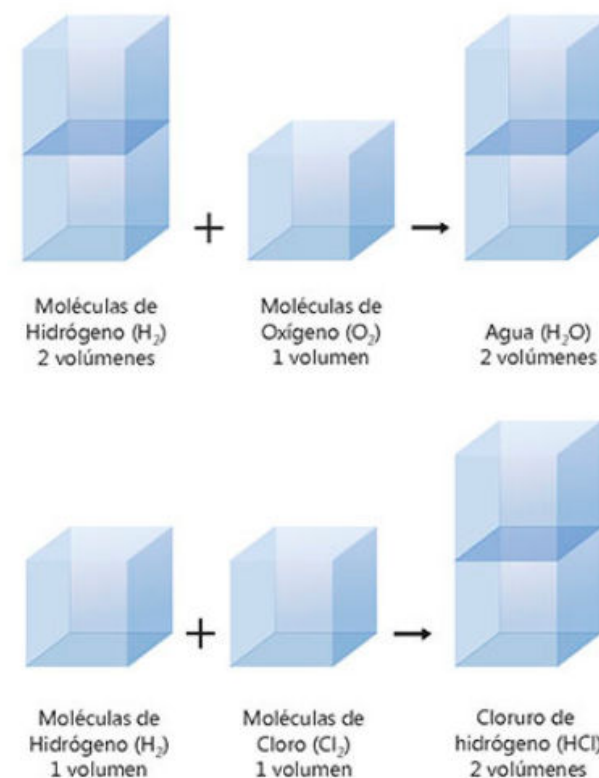 +
→
Moléculas de
Hidrógeno (H₂)
2 volúmenes
Moléculas de
Oxígeno (O₂)
1 volumen
Agua (H₂O)
2 volúmenes
+
→
Moléculas de
Hidrógeno (H₂)
1 volumen
Moléculas de
Cloro (Cl₂)
1 volumen
Cloruro de
hidrógeno (HCl)
2 volúmenes